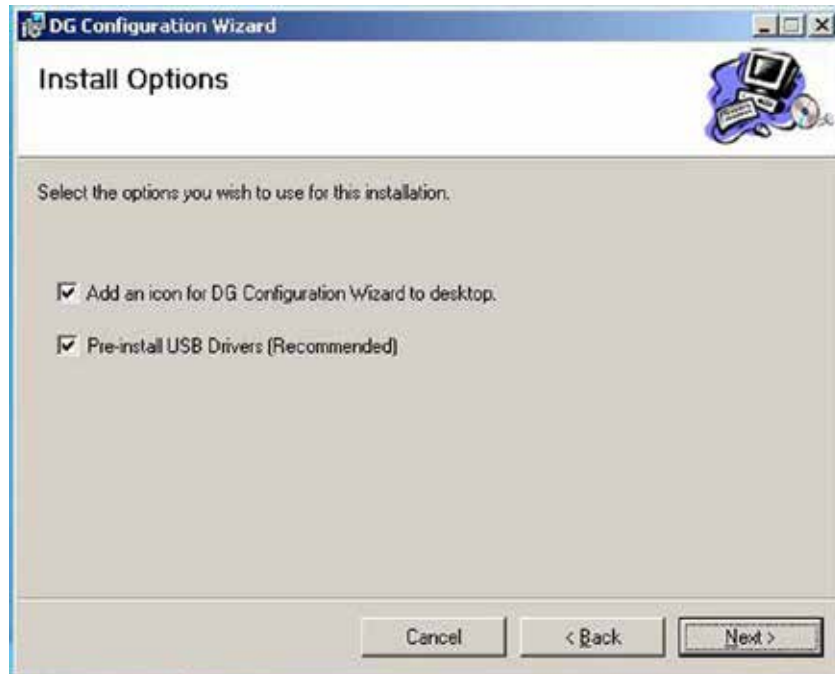 DG Configuration Wizard
Install Options
Select the options you wish to use for this installation.
Add an icon for DG Configuration Wizard to desktop.
Pre-install USB Drivers (Recommended)
Cancel
< Back
Next >